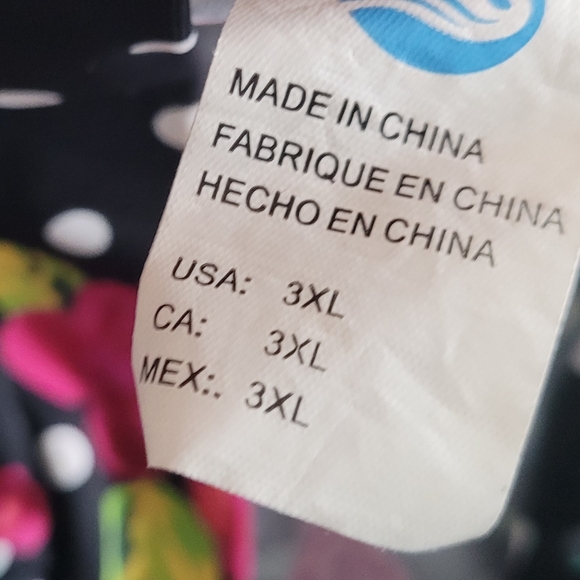 MADE IN CHINA
FABRIQUE EN CHINA
HECHO EN CHINA
USA: 3XL
CA: 3XL
MEX:. 3XL